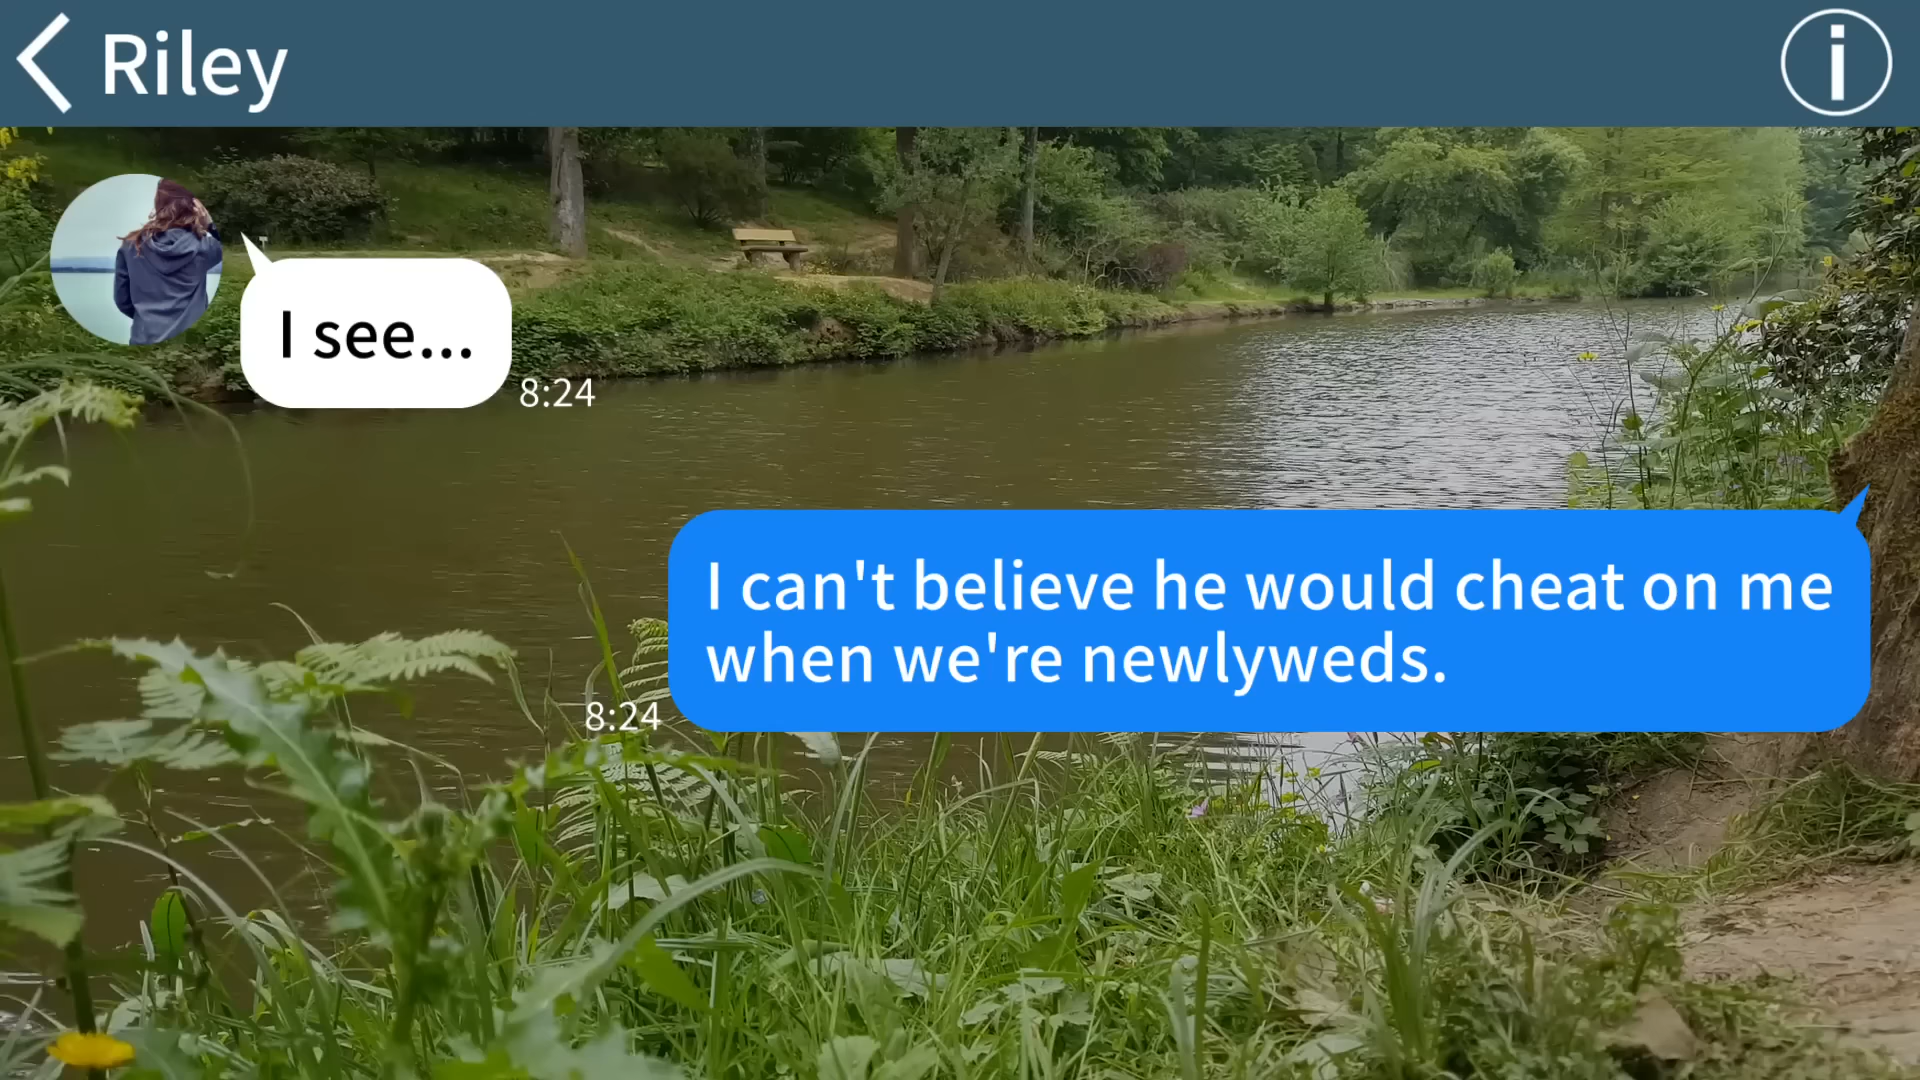 Riley
I see...
8:24
I can't believe he would cheat on me
when we're newlyweds.
8:24